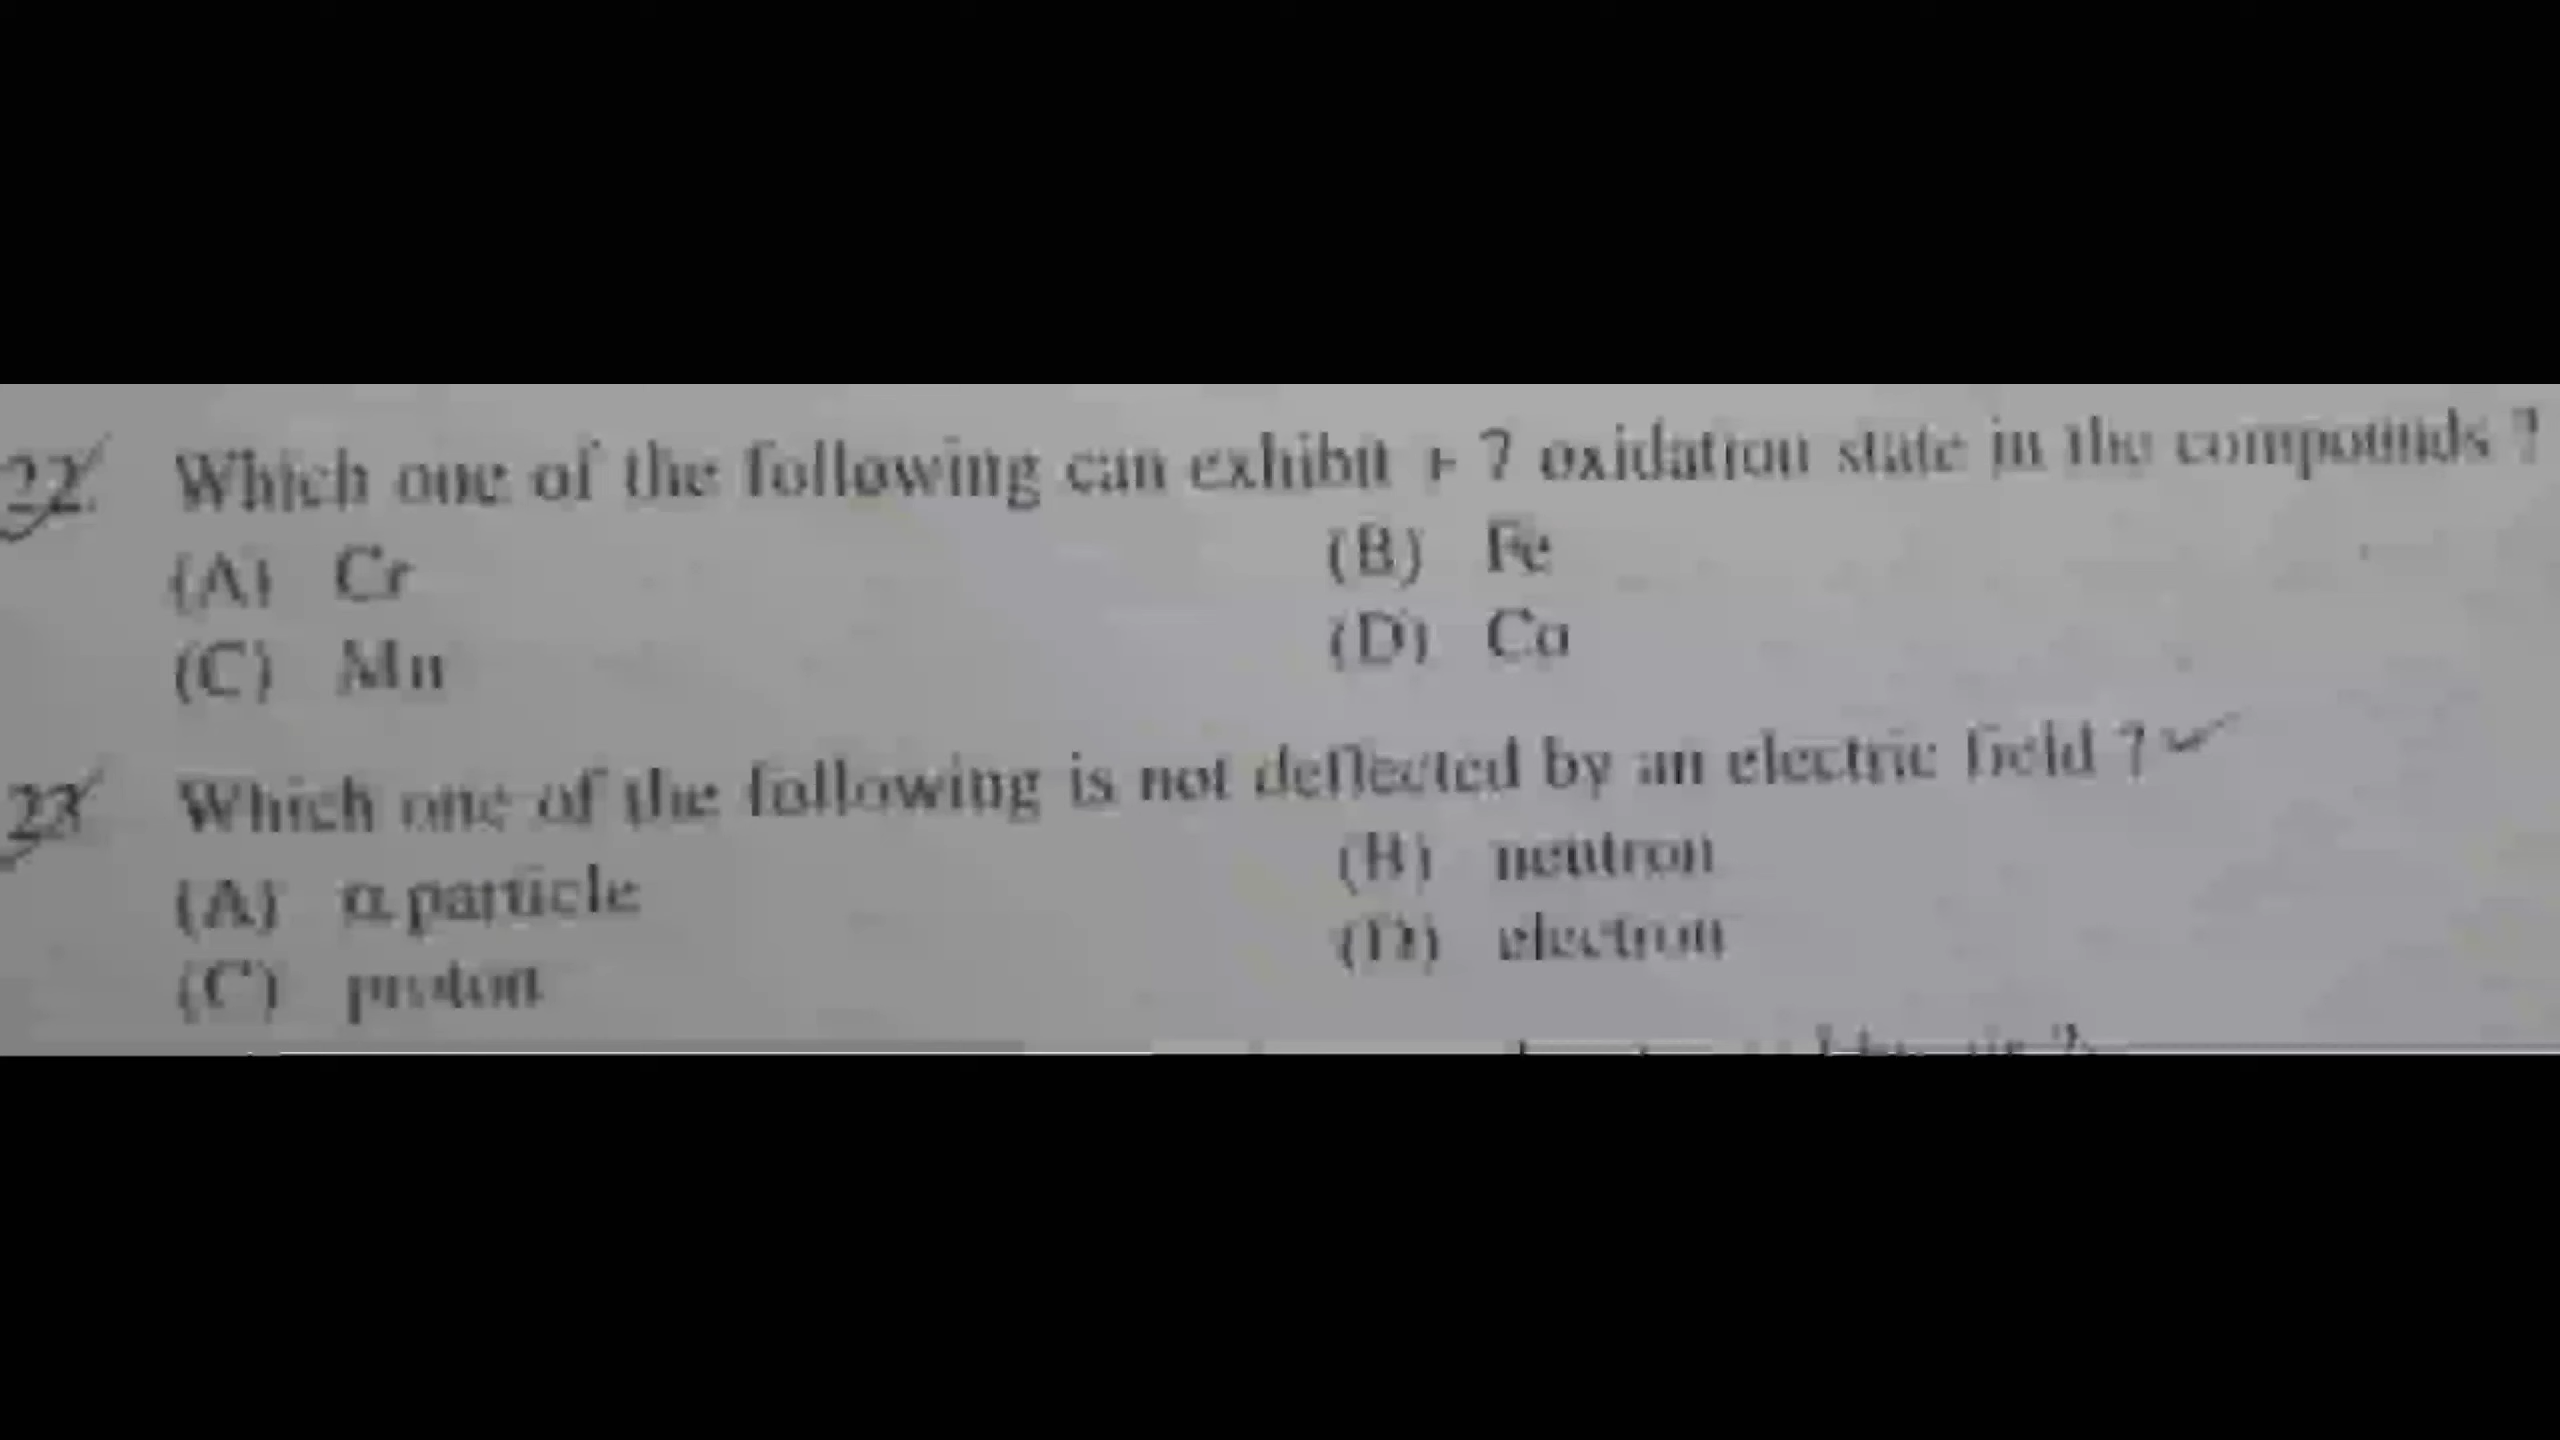 22. Which one of the following can exhibit + 7 oxidation state in the compounds ?
(A) Cr (B) Fe
(C) Mn (D) Co
23 Which one of the following is not deflected by an electric field ?
(A) α particle (B) neutron
(C) proton (D) electron